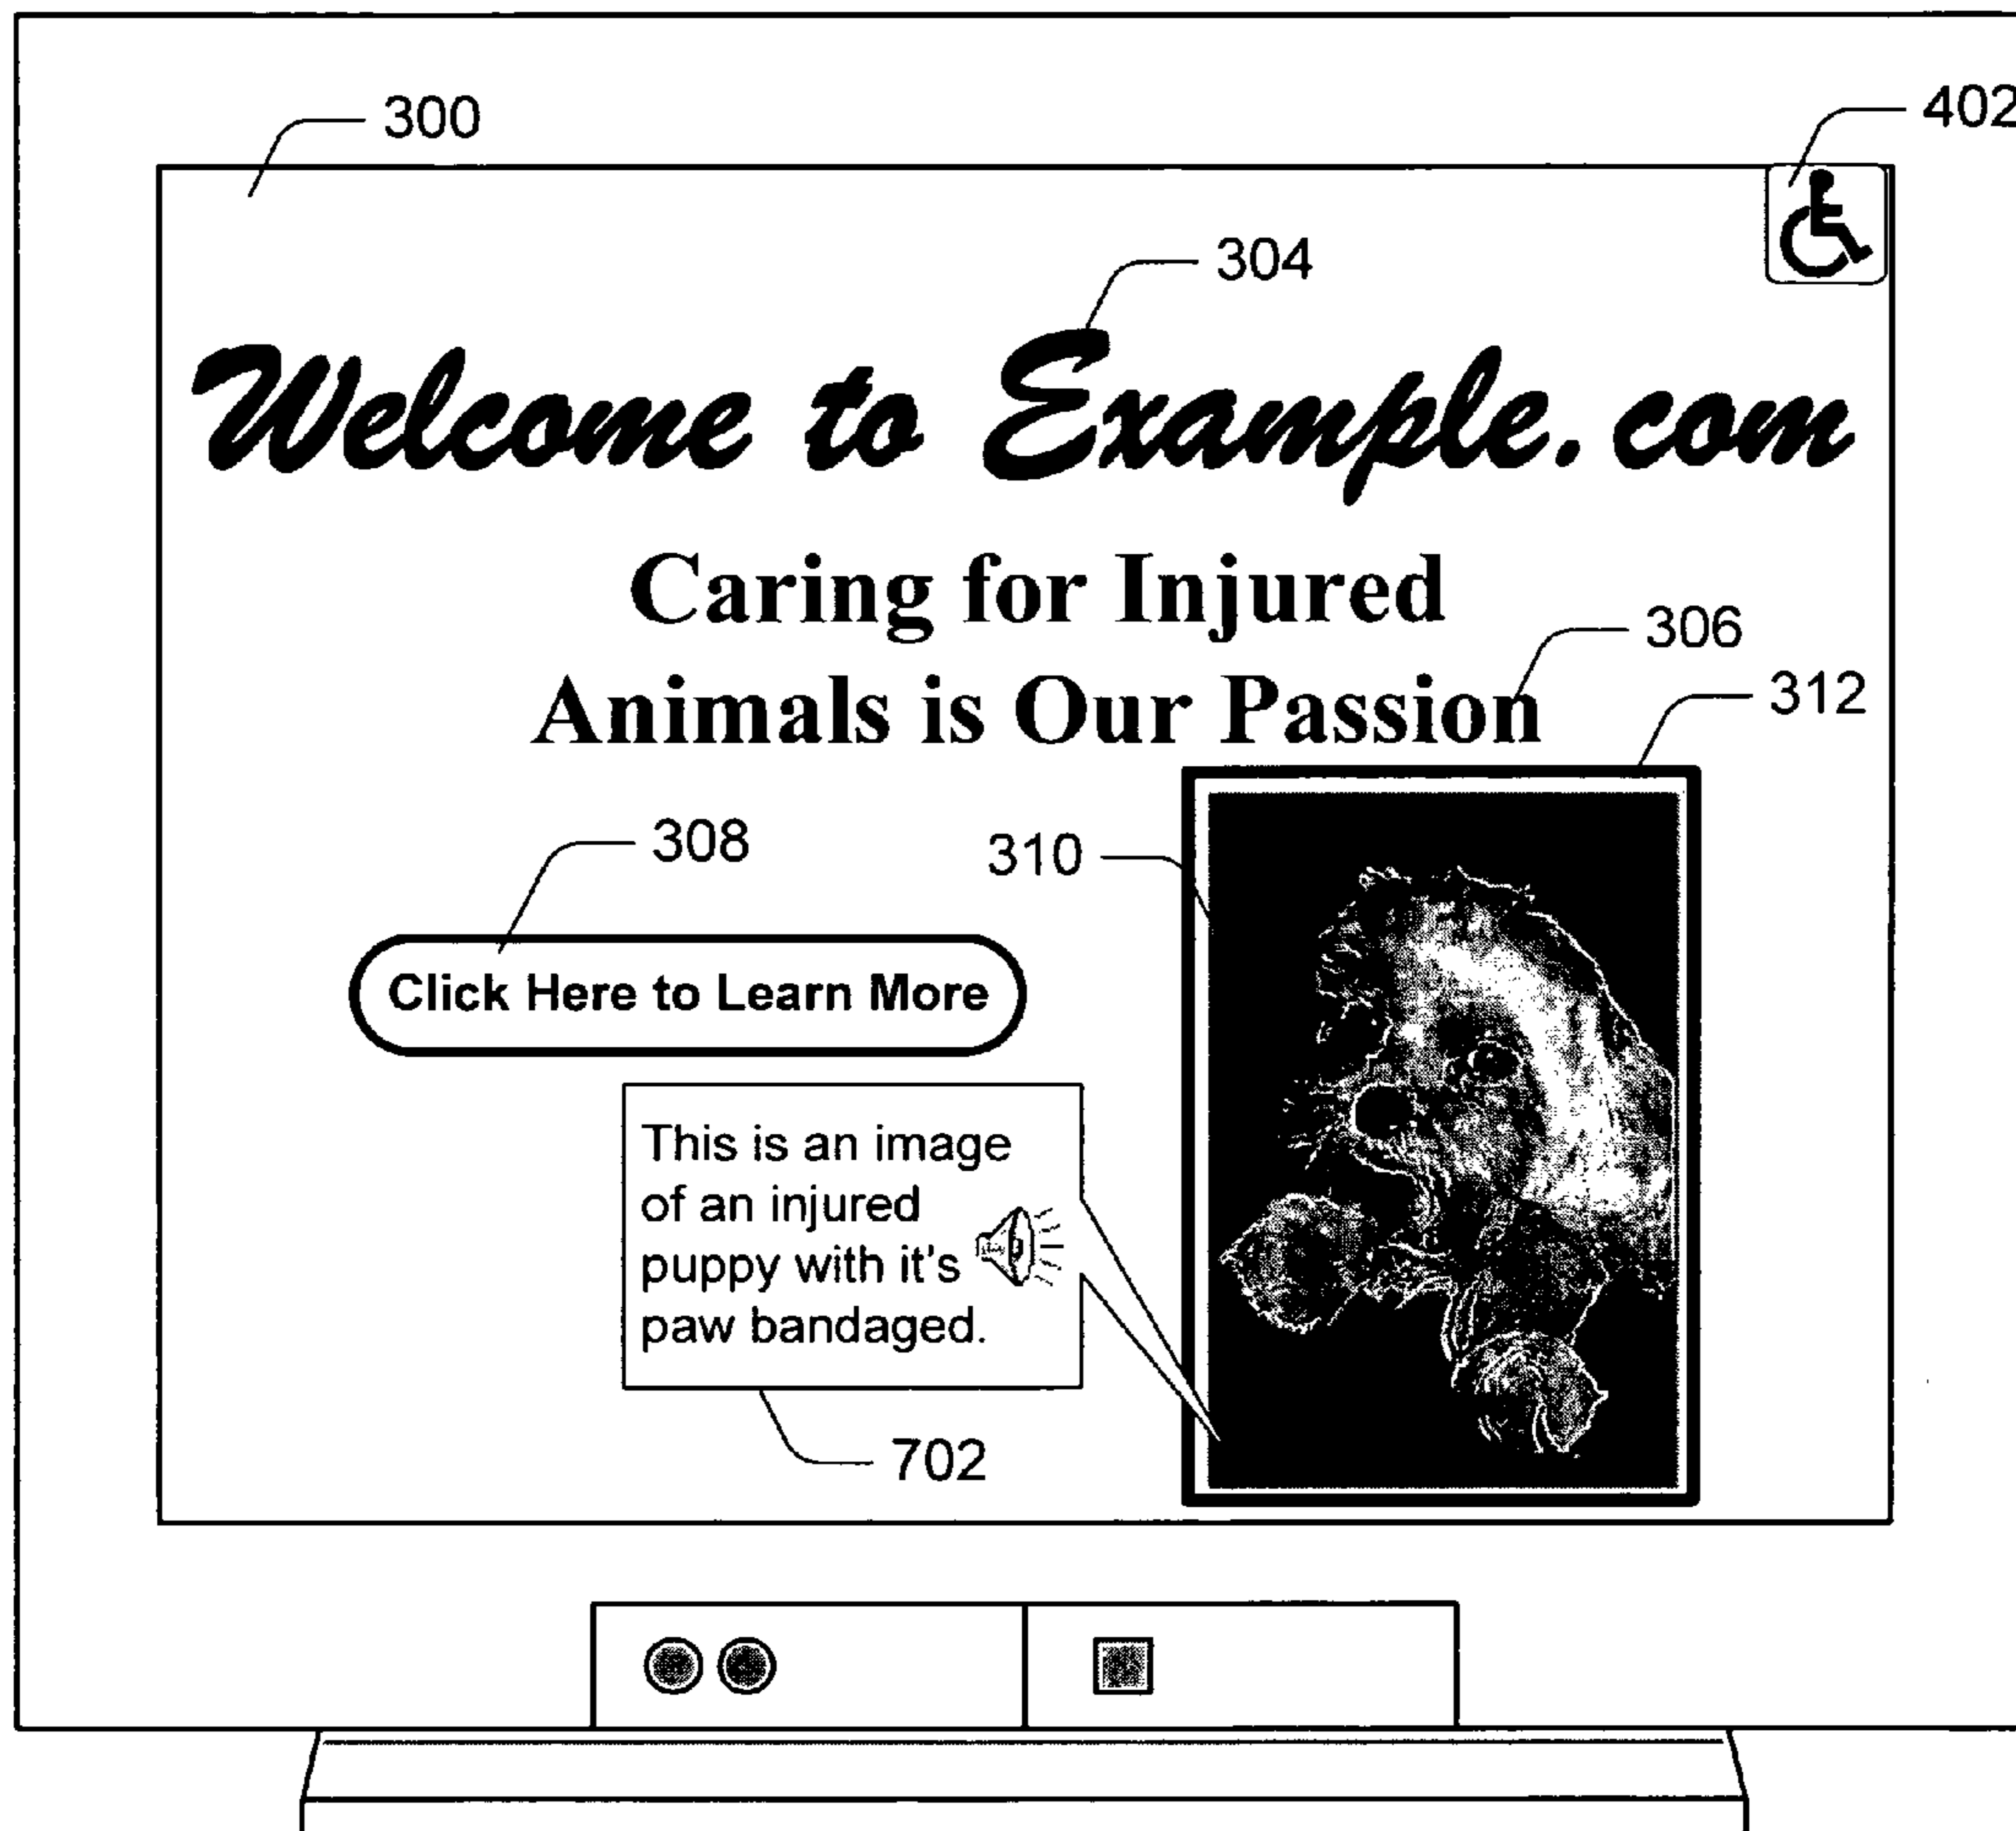 300
402
304
Welcome to Example.com
Caring for Injured
306
Animals is Our Passion
312
308
310
Click Here to Learn More
This is an image
of an injured
puppy with it's
paw bandaged.
702